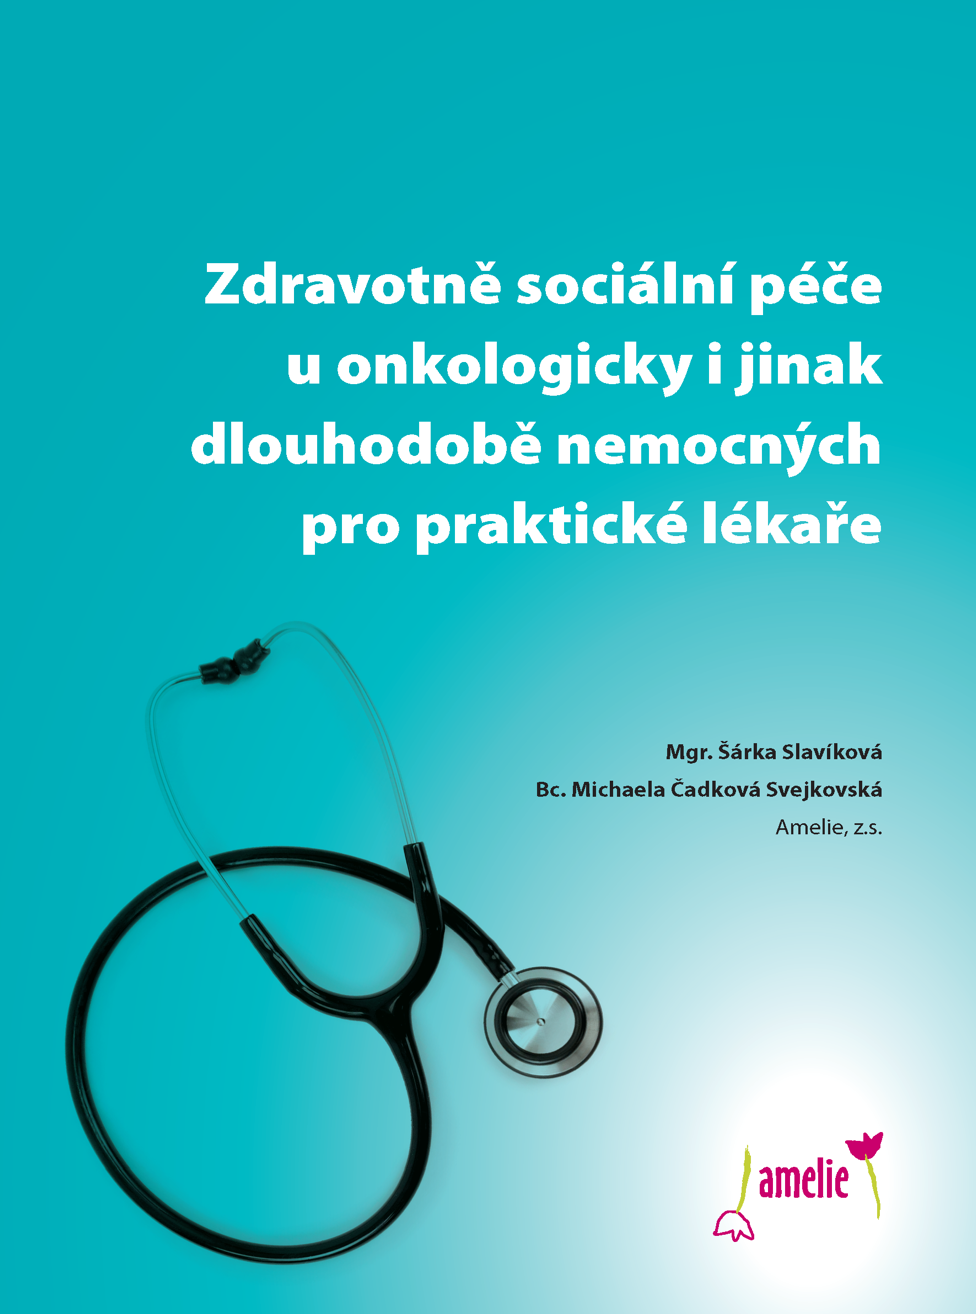 Zdravotně sociální péče
u onkologicky i jinak
dlouhodobě nemocných
pro praktické lékaře
Mgr. Šárka Slavíková
Bc. Michaela Čadková Svejkovská
Amelie, z.s.
amelie